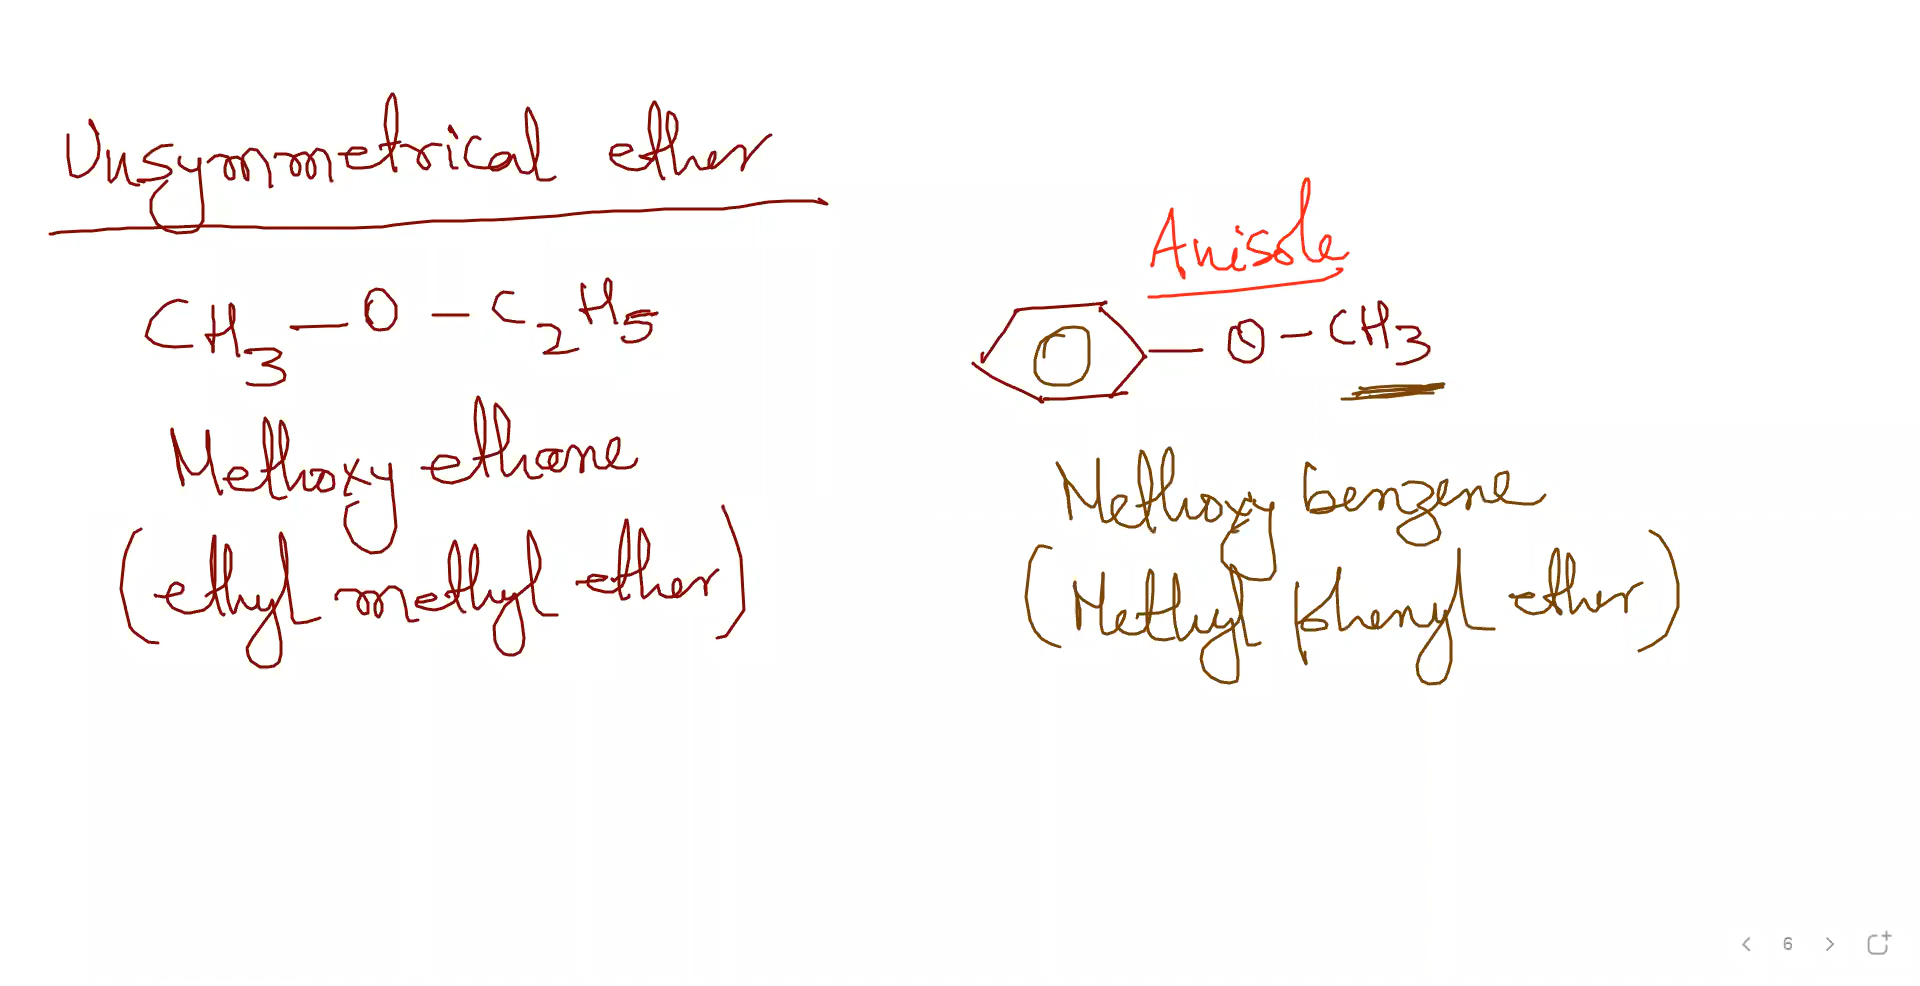 Unsymmetrical ether
CH3 — O — C2H5
Methoxy ethane
(ethyl methyl ether)
Anisole
— O — CH3
Methoxy benzene
(Methyl phenyl ether)
< 6 >